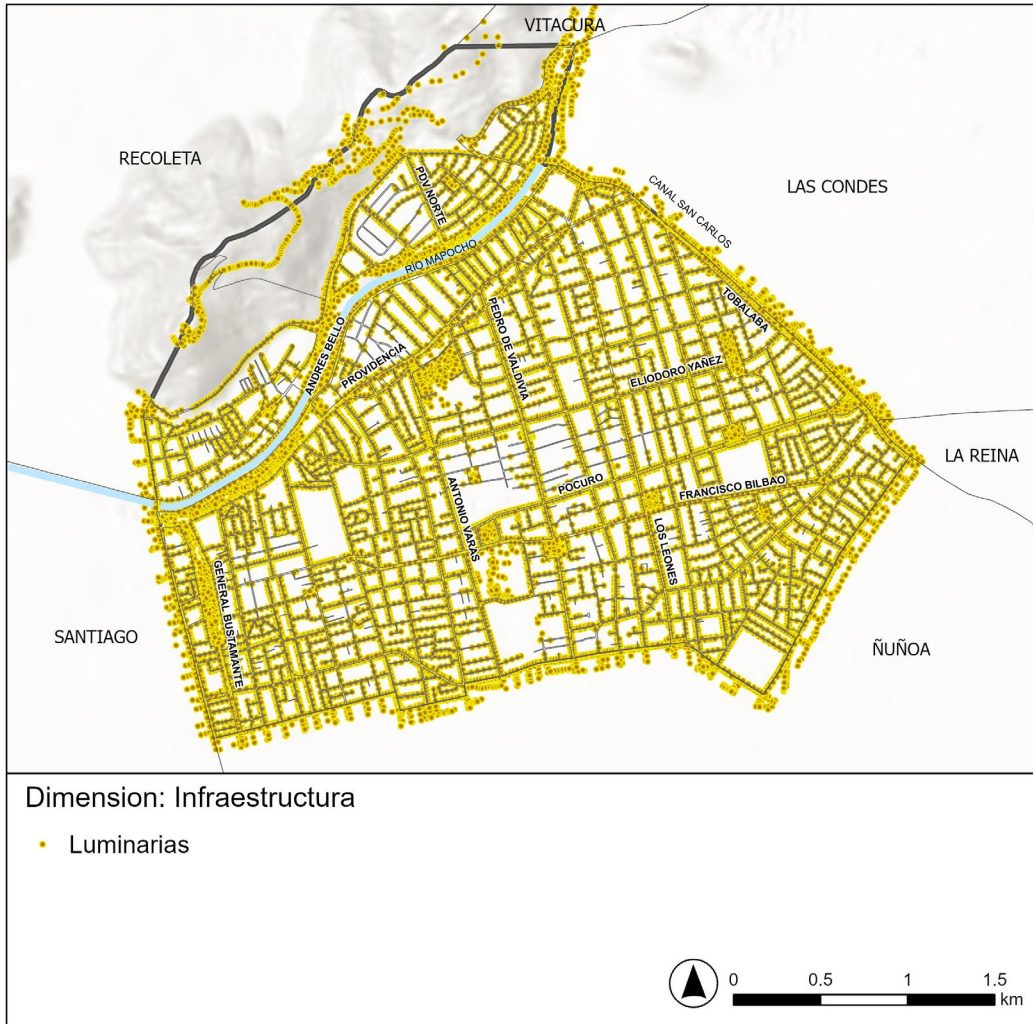 VITACURA
RECOLETA
LAS CONDES
PDV NORTE
CANAL SAN CARLOS
RIO MAPOCHO
TOBALABA
PEDRO DE VALDIVIA
ANDRES BELLO
PROVIDENCIA
ELIODORO YAÑEZ
LA REINA
POCURO
FRANCISCO BILBAO
ANTONIO VARAS
LOS LEONES
GENERAL BUSTAMANTE
SANTIAGO
ÑUÑOA
Dimension: Infraestructura
Luminarias
0 0.5 1 1.5
km